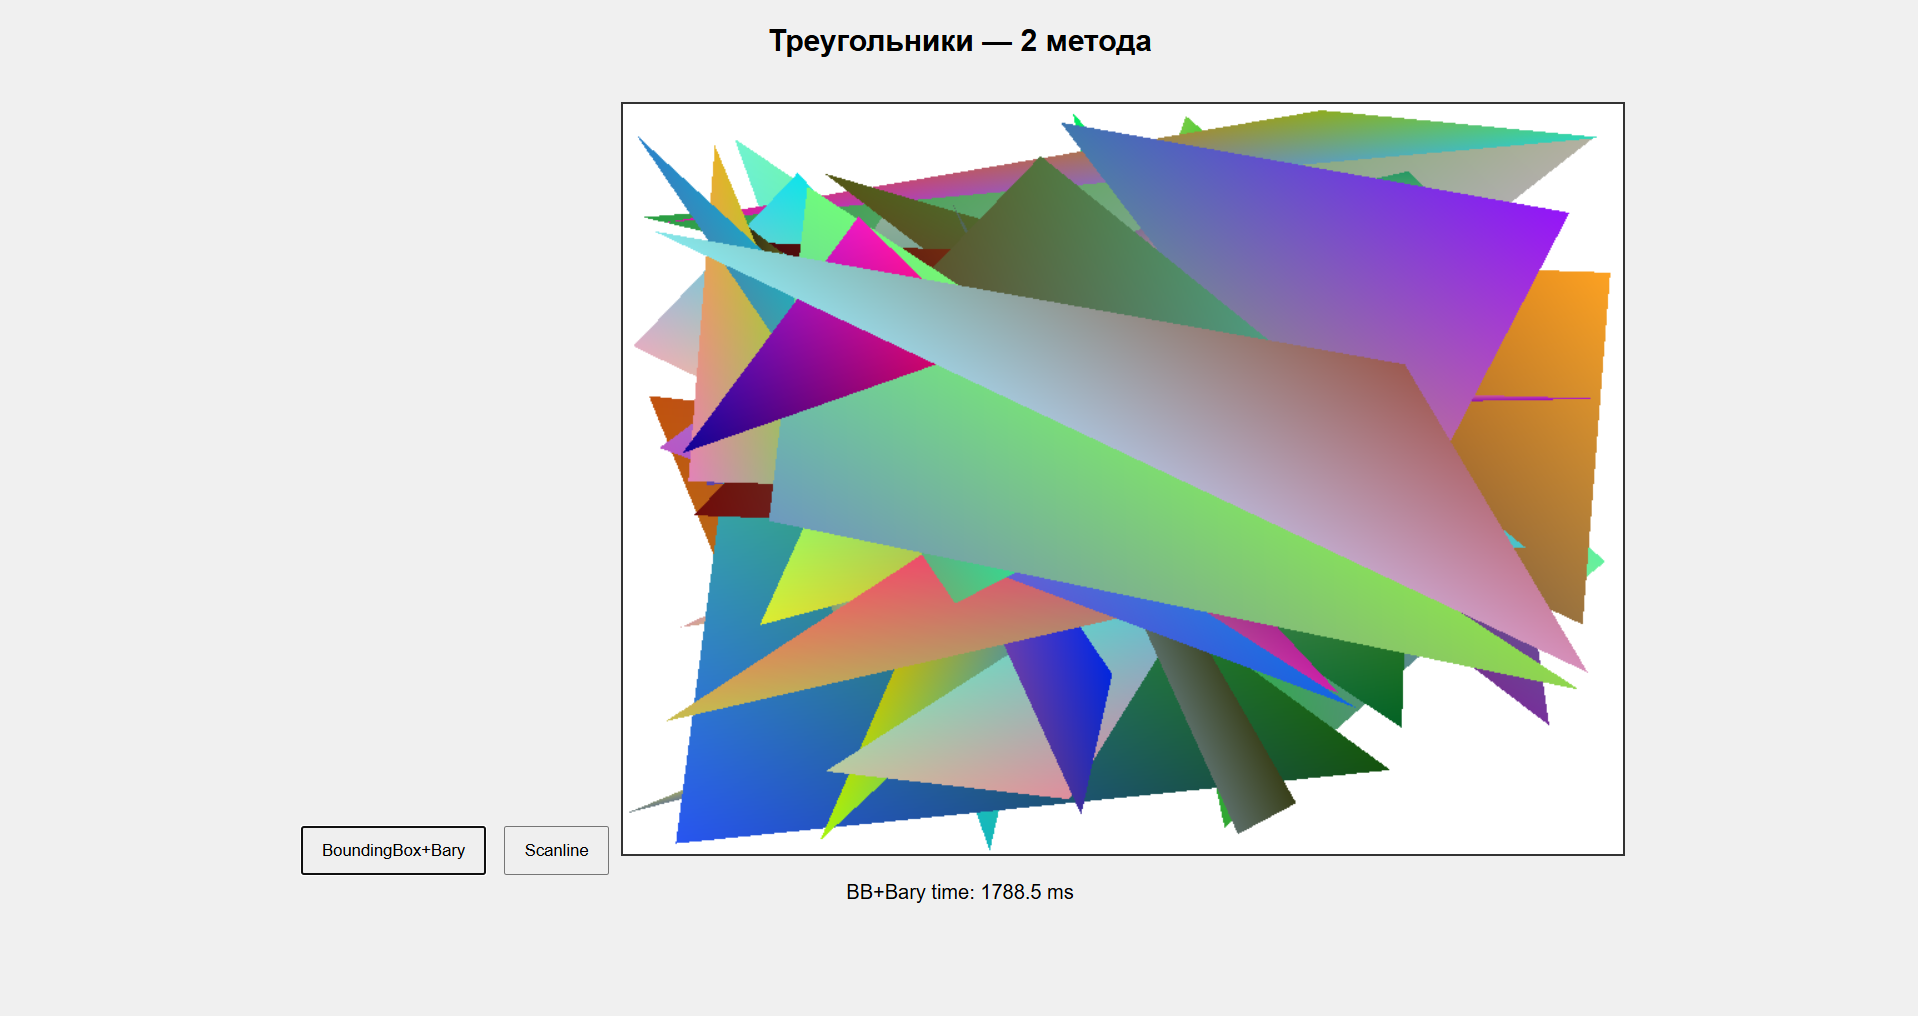 Треугольники — 2 метода
BoundingBox+Bary
Scanline
BB+Bary time: 1788.5 ms